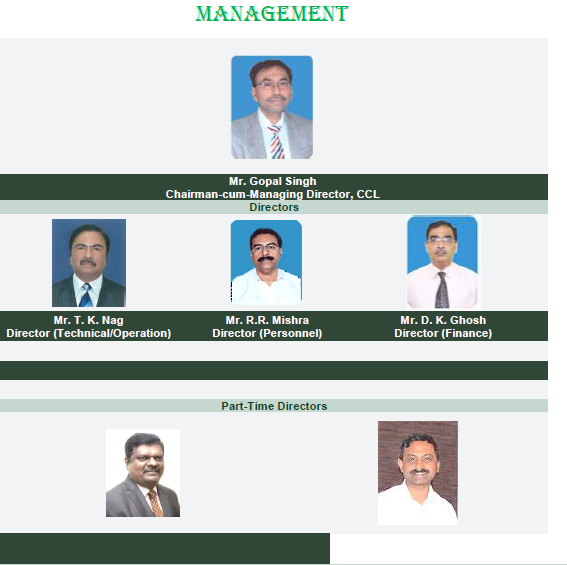 MANAGEMENT
Mr. Gopal Singh
Chairman-cum-Managing Director, CCL
Directors
Mr. T. K. Nag
Director (Technical/Operation)
Mr. R.R. Mishra
Director (Personnel)
Mr. D. K. Ghosh
Director (Finance)
Part-Time Directors